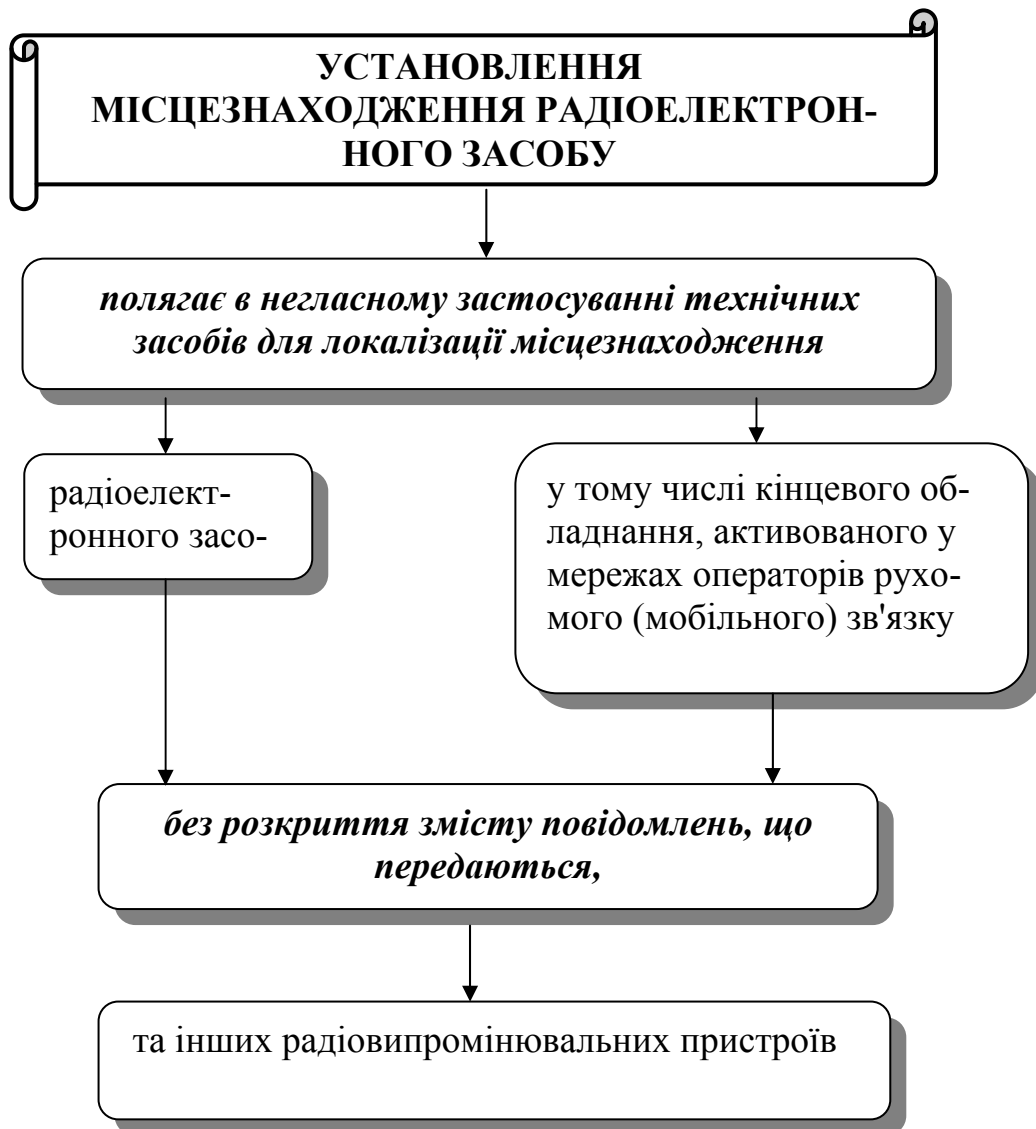 УСТАНОВЛЕННЯ
МІСЦЕЗНАХОДЖЕННЯ РАДІОЕЛЕКТРОН-
НОГО ЗАСОБУ
полягає в негласному застосуванні технічних
засобів для локалізації місцезнаходження
радіоелект-
ронного засо-
у тому числі кінцевого об-
ладнання, активованого у
мережах операторів рухо-
мого (мобільного) зв'язку
без розкриття змісту повідомлень, що
передаються,
та інших радіовипромінювальних пристроїв